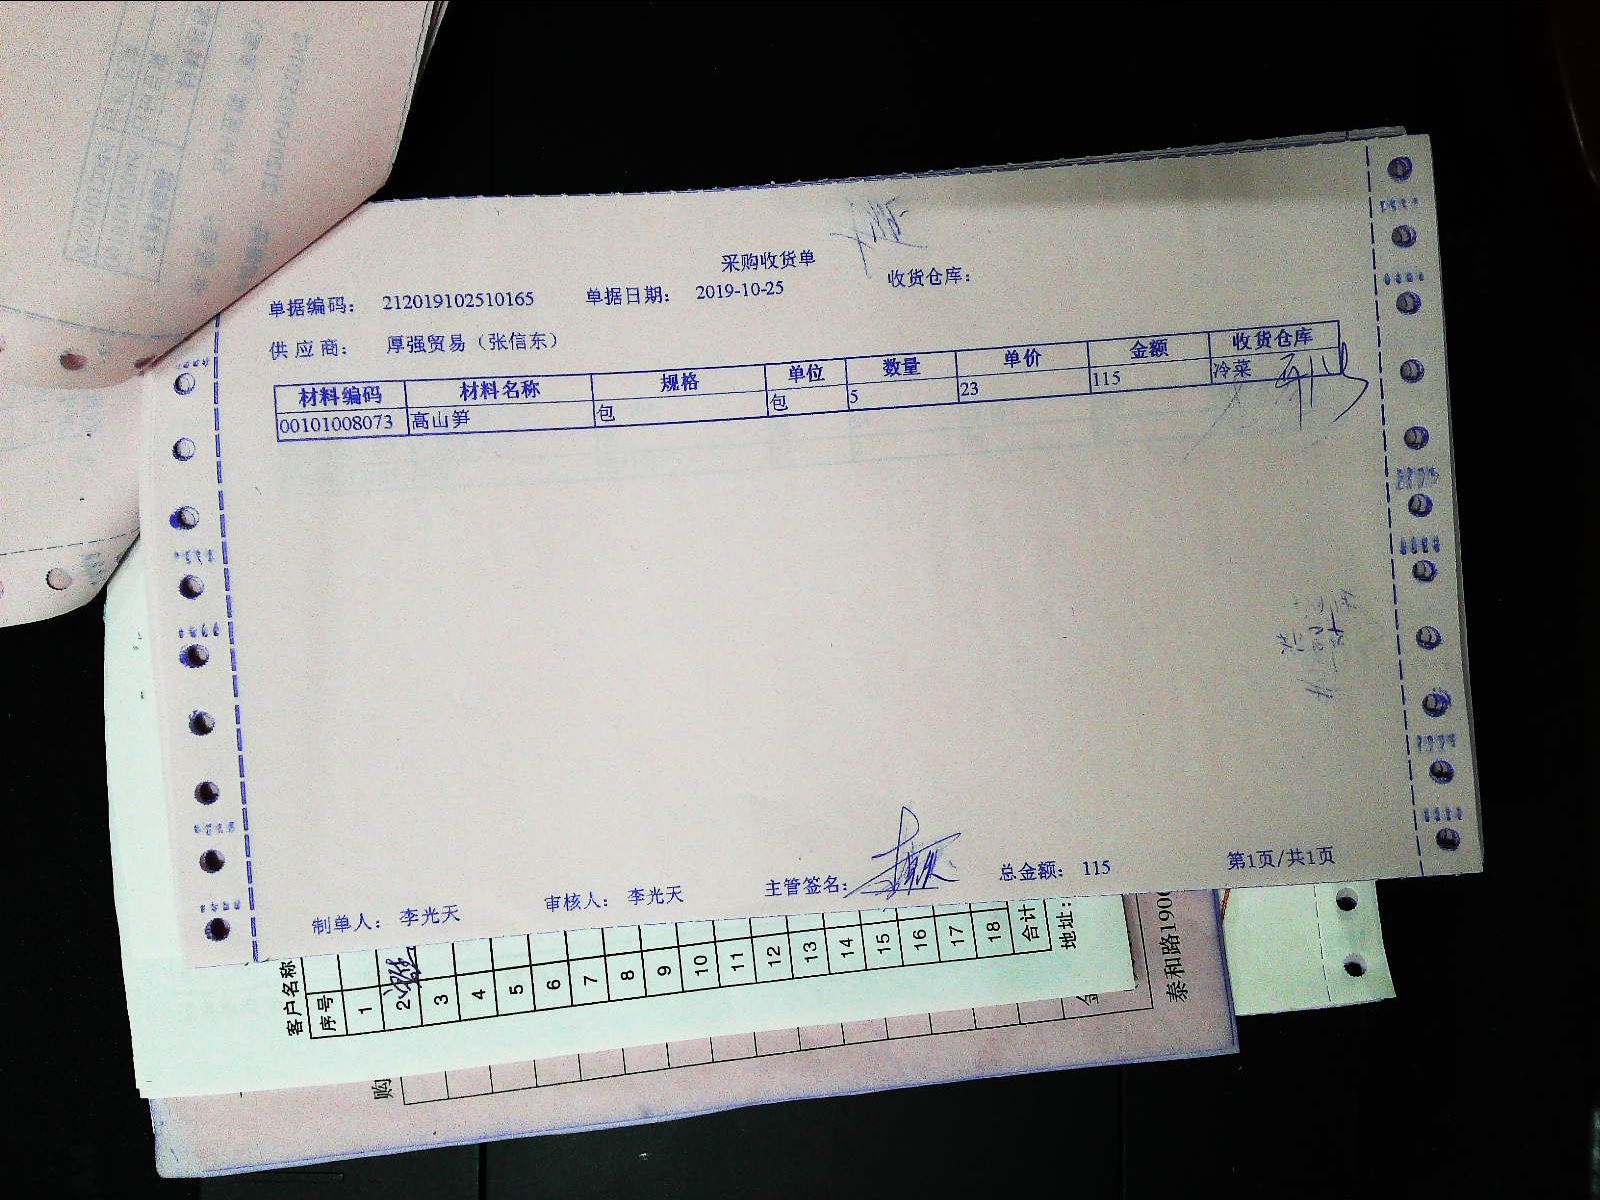 采购收货单
单据编码： 212019102510165 单据日期： 2019-10-25 收货仓库：
供应商： 厚强贸易（张信东）
材料编码 材料名称 规格 单位 数量 单价 金额 收货仓库
00101008073 高山笋 包 包 5 23 115 冷菜
制单人： 李光天 审核人： 李光天 主管签名： 总金额： 115 第1页/共1页
客户名称
序号
1
2
3
4
5
6
7
8
9
10
11
12
13
14
15
16
17
18
合计
地址：
购
泰和路190